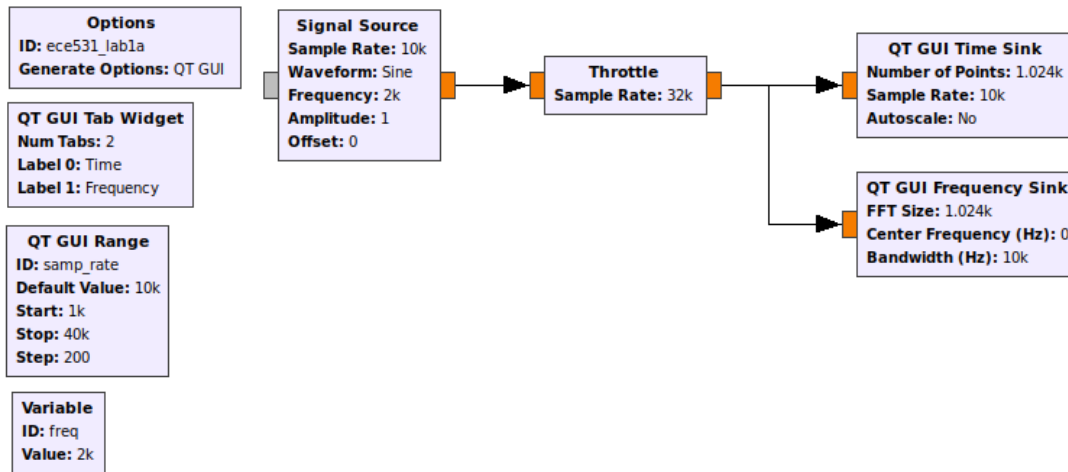 Options
ID: ece531_lab1a
Generate Options: QT GUI
QT GUI Tab Widget
Num Tabs: 2
Label 0: Time
Label 1: Frequency
QT GUI Range
ID: samp_rate
Default Value: 10k
Start: 1k
Stop: 40k
Step: 200
Variable
ID: freq
Value: 2k
Signal Source
Sample Rate: 10k
Waveform: Sine
Frequency: 2k
Amplitude: 1
Offset: 0
Throttle
Sample Rate: 32k
QT GUI Time Sink
Number of Points: 1.024k
Sample Rate: 10k
Autoscale: No
QT GUI Frequency Sink
FFT Size: 1.024k
Center Frequency (Hz): 0
Bandwidth (Hz): 10k